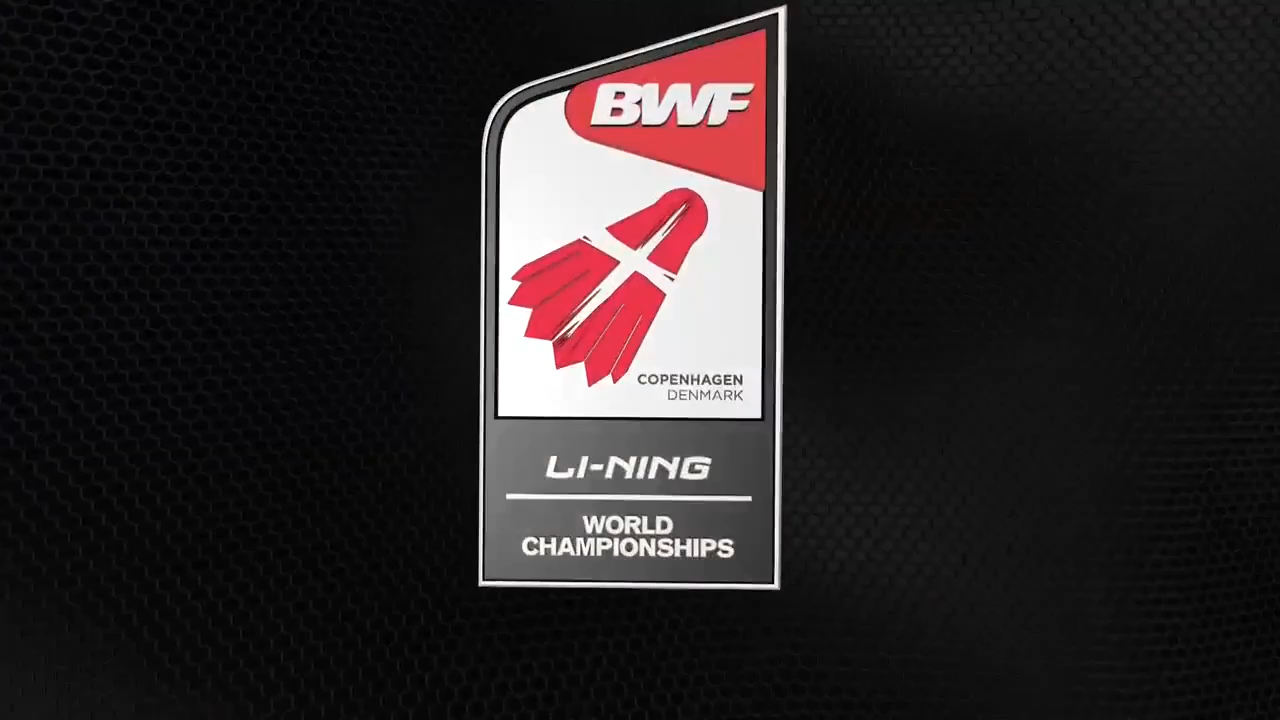 BWF
COPENHAGEN
DENMARK
LI-NING
WORLD
CHAMPIONSHIPS